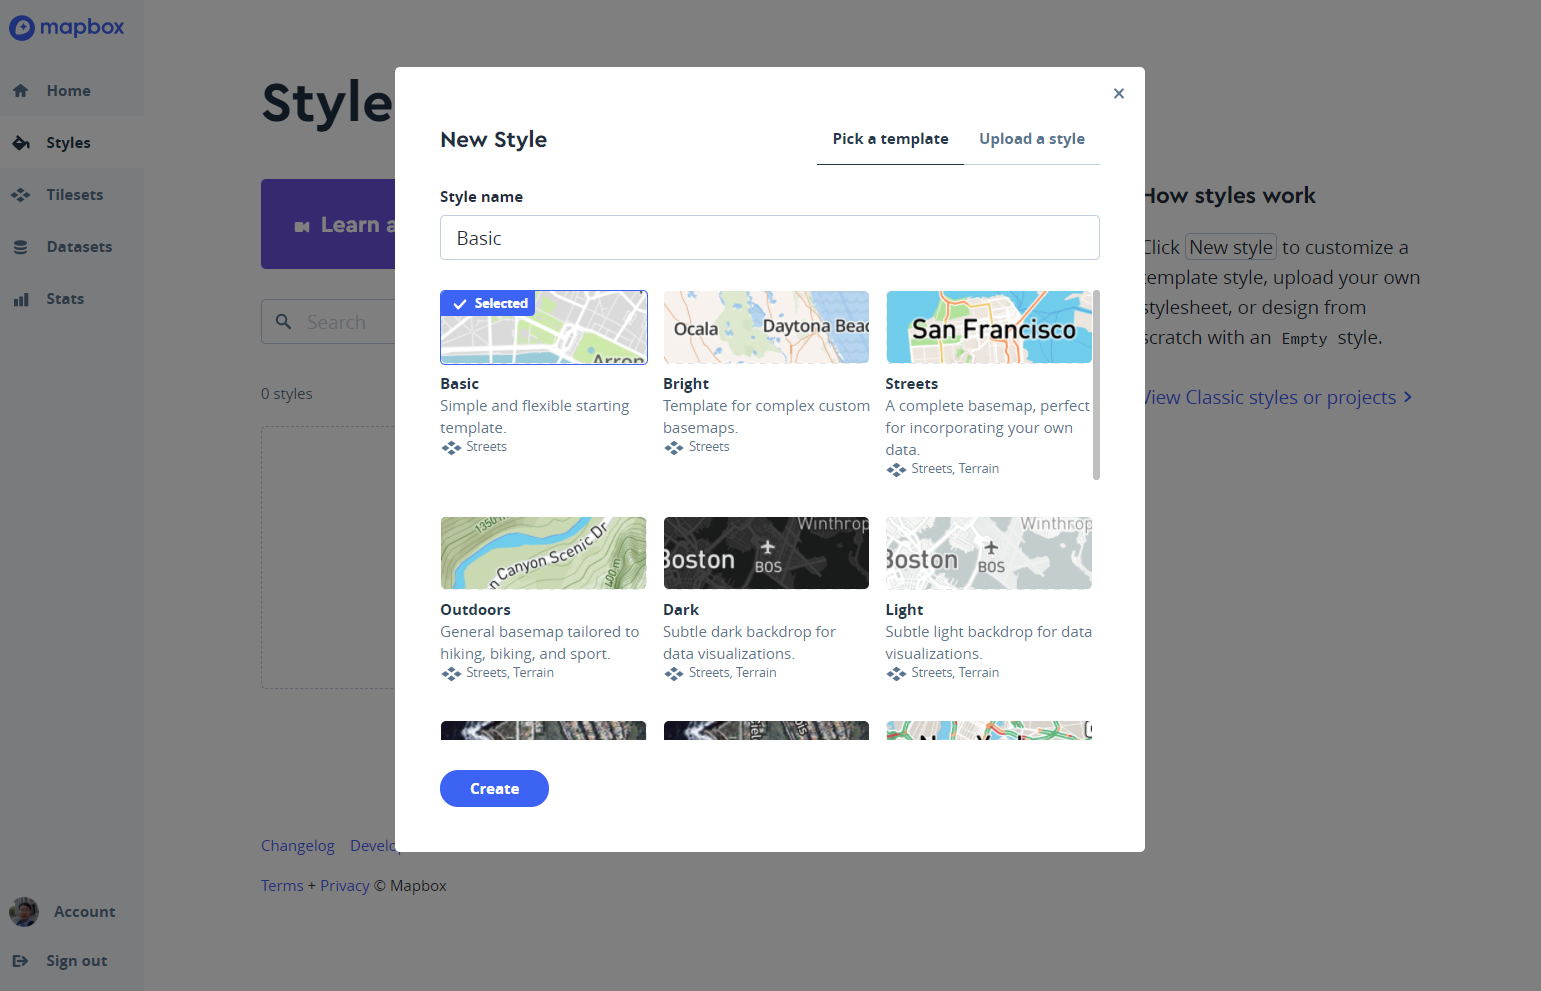 mapbox
Home
Styles
Tilesets
Datasets
Stats
Account
Sign out
Style
Learn a
Search
0 styles
Changelog Develop
Terms + Privacy © Mapbox
New Style
Pick a template Upload a style
Style name
Basic
Selected
Arron
Basic
Simple and flexible starting
template.
Streets
Ocala Daytona Beac
Bright
Template for complex custom
basemaps.
Streets
San Francisco
Streets
A complete basemap, perfect
for incorporating your own
data.
Streets, Terrain
1350
n Canyon Scenic Dr
400 m
Outdoors
General basemap tailored to
hiking, biking, and sport.
Streets, Terrain
Winthrop
Boston
BOS
Dark
Subtle dark backdrop for
data visualizations.
Streets, Terrain
Winthrop
Boston
BOS
Light
Subtle light backdrop for data
visualizations.
Streets, Terrain
Create
How styles work
Click New style to customize a
template style, upload your own
stylesheet, or design from
scratch with an Empty style.
View Classic styles or projects